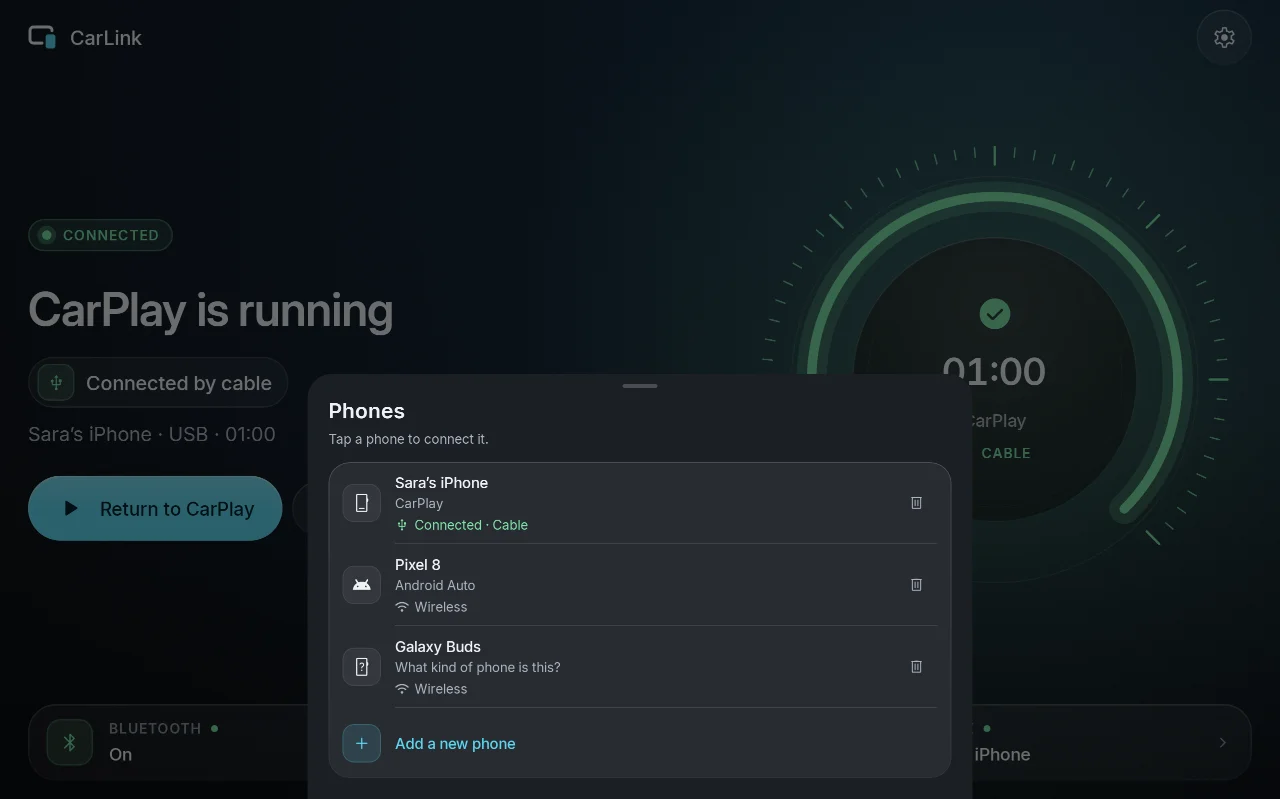 CarLink
CONNECTED
CarPlay is running
Connected by cable
Sara's iPhone · USB · 01:00
Return to CarPlay
01:00
CarPlay
CABLE
Phones
Tap a phone to connect it.
Sara's iPhone
CarPlay
Connected · Cable
Pixel 8
Android Auto
Wireless
Galaxy Buds
What kind of phone is this?
Wireless
Add a new phone
BLUETOOTH
On
iPhone